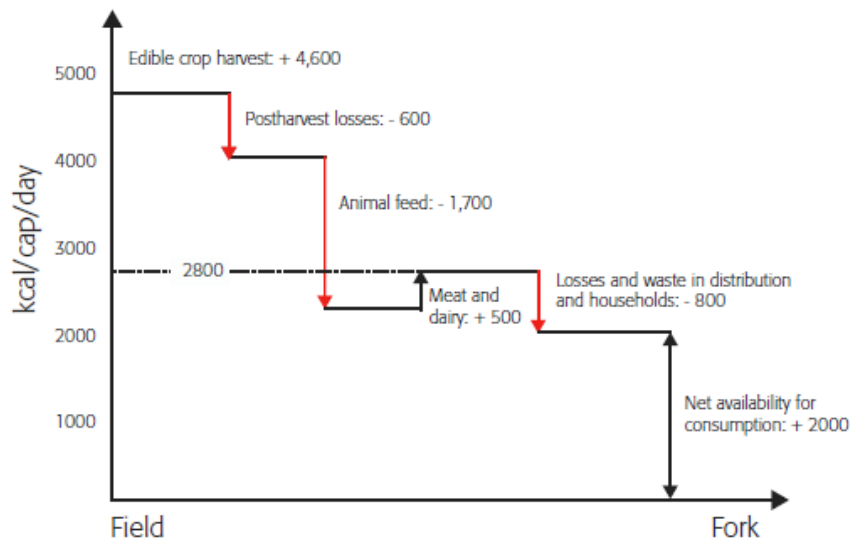 Edible crop harvest: + 4,600
5000
Postharvest losses: - 600
4000
Animal feed: - 1,700
kcal/cap/day
3000
2800
Losses and waste in distribution
and households: - 800
Meat and
dairy: + 500
2000
Net availability for
consumption: + 2000
1000
Field
Fork